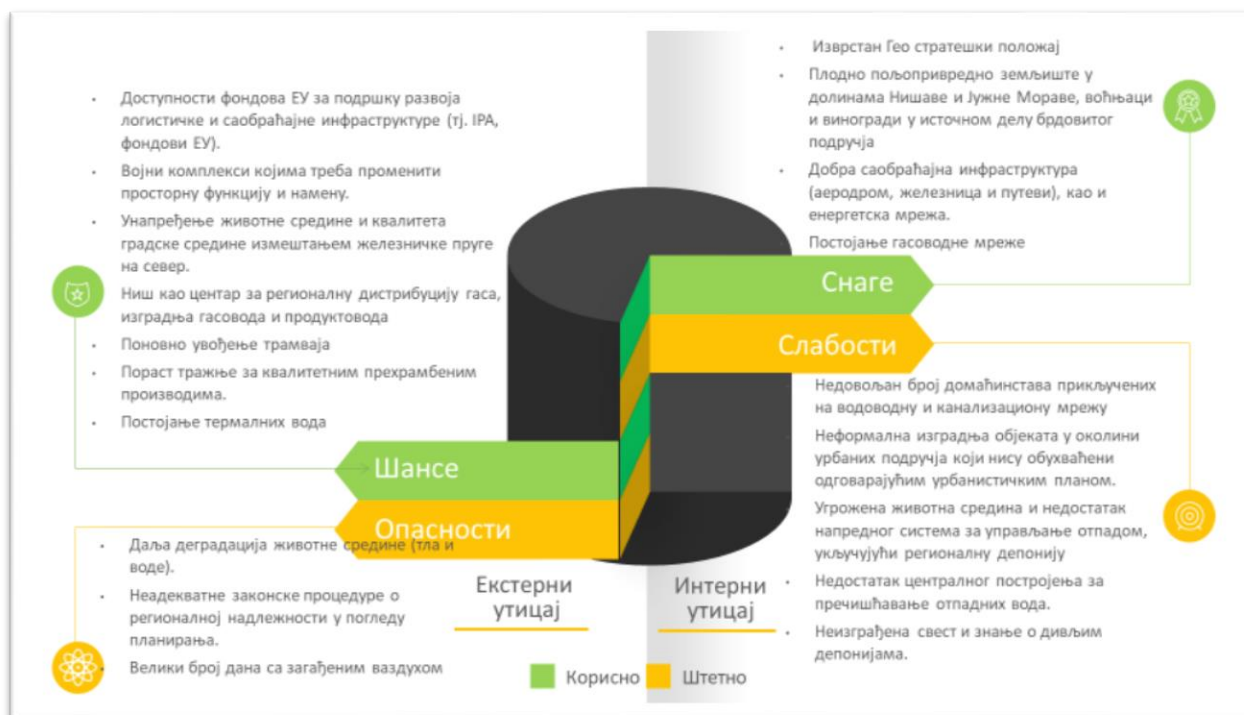 • Доступности фондова ЕУ за подршку развоја
логистичке и саобраћајне инфраструктуре (тј. IPA,
фондови ЕУ).
• Војни комплекси којима треба променити
просторну функцију и намену.
• Унапређење животне средине и квалитета
градске средине измештањем железничке пруге
на север.
• Ниш као центар за регионалну дистрибуцију гаса,
изградња гасовода и продуктовода
• Поновно увођење трамваја
• Пораст тражње за квалитетним прехрамбеним
производима.
• Постојање термалних вода
Шансе
Опасности
• Даља деградација животне средине (тла и
воде).
• Неадекватне законске процедуре о
регионалној надлежности у погледу
планирања.
• Велики број дана са загађеним ваздухом
Екстерни
утицај
• Изврстан Гео стратешки положај
• Плодно пољопривредно земљиште у
долинама Нишаве и Јужне Мораве, воћњаци
и виногради у источном делу брдовитог
подручја
• Добра саобраћајна инфраструктура
(аеродром, железница и путеви), као и
енергетска мрежа.
Постојање гасоводне мреже
Снаге
Слабости
Недовољан број домаћинстава прикључених
на водоводну и канализациону мрежу
Неформална изградња објеката у околини
урбаних подручја који нису обухваћени
одговарајућим урбанистичким планом.
Угрожена животна средина и недостатак
напредног система за управљање отпадом,
укључујући регионалну депонију
• Недостатак централног постројења за
пречишћавање отпадних вода.
• Неизграђена свест и знање о дивљим
депонијама.
Интерни
утицај
Корисно
Штетно